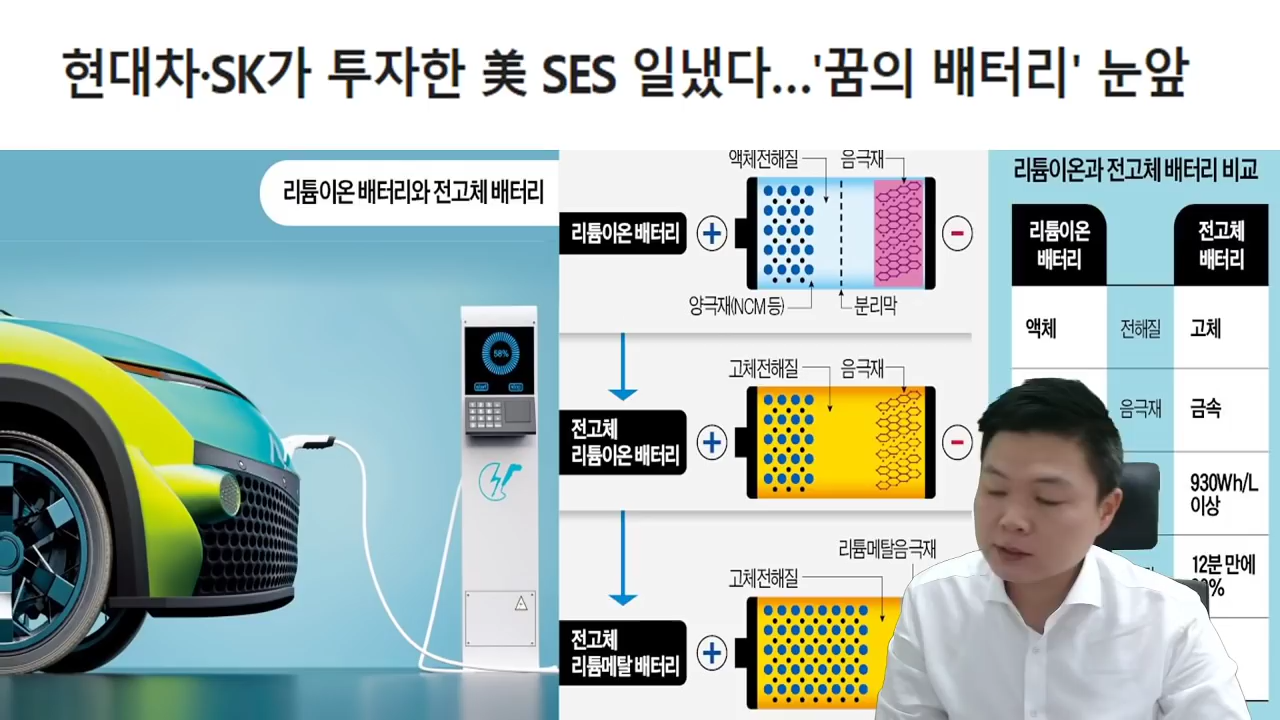 현대차·SK가 투자한 美 SES 일냈다...'꿈의 배터리' 눈앞
리튬이온 배터리와 전고체 배터리
56%
액체전해질
음극재
리튬이온 배터리
+
-
양극재(NCM 등)
분리막
고체전해질
음극재
전고체
리튬이온 배터리
+
-
리튬메탈음극재
고체전해질
전고체
리튬메탈 배터리
+
리튬이온과 전고체 배터리 비교
리튬이온
배터리
전고체
배터리
액체
전해질
고체
음극재
금속
930Wh/L
이상
12분 만에